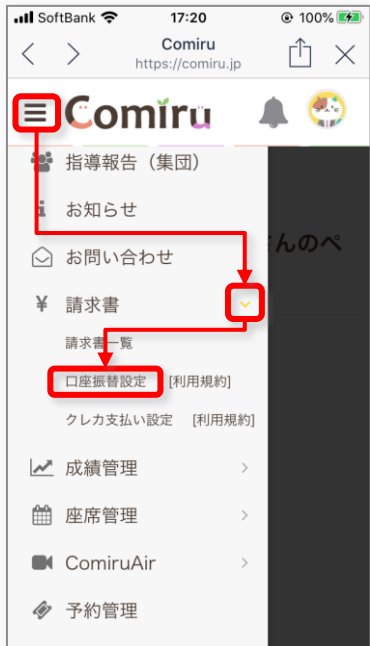 SoftBank 17:20 100%
Comiru
https://comiru.jp
Comiru
指導報告（集団）
お知らせ
んのペ
お問い合わせ
¥ 請求書
請求書一覧
口座振替設定 [利用規約]
クレカ支払い設定 [利用規約]
成績管理
座席管理
ComiruAir
予約管理